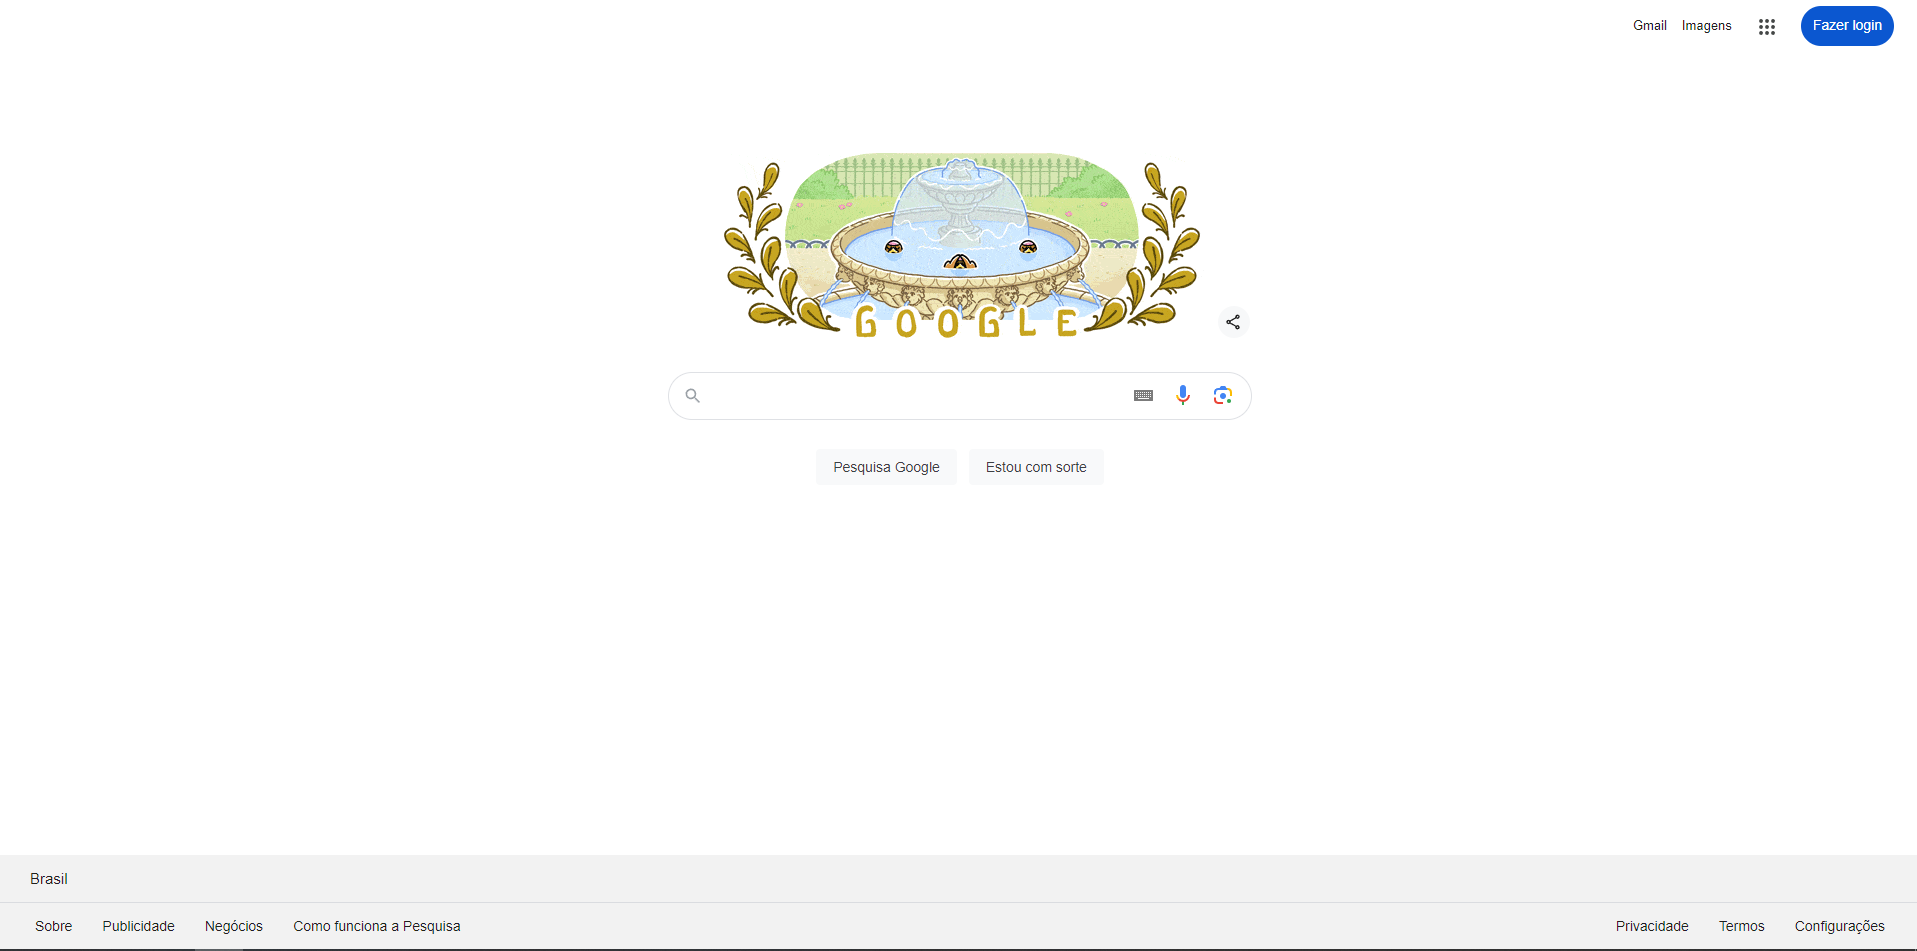 Gmail Imagens Fazer login
GOOGLE
Pesquisa Google Estou com sorte
Brasil
Sobre Publicidade Negócios Como funciona a Pesquisa Privacidade Termos Configurações